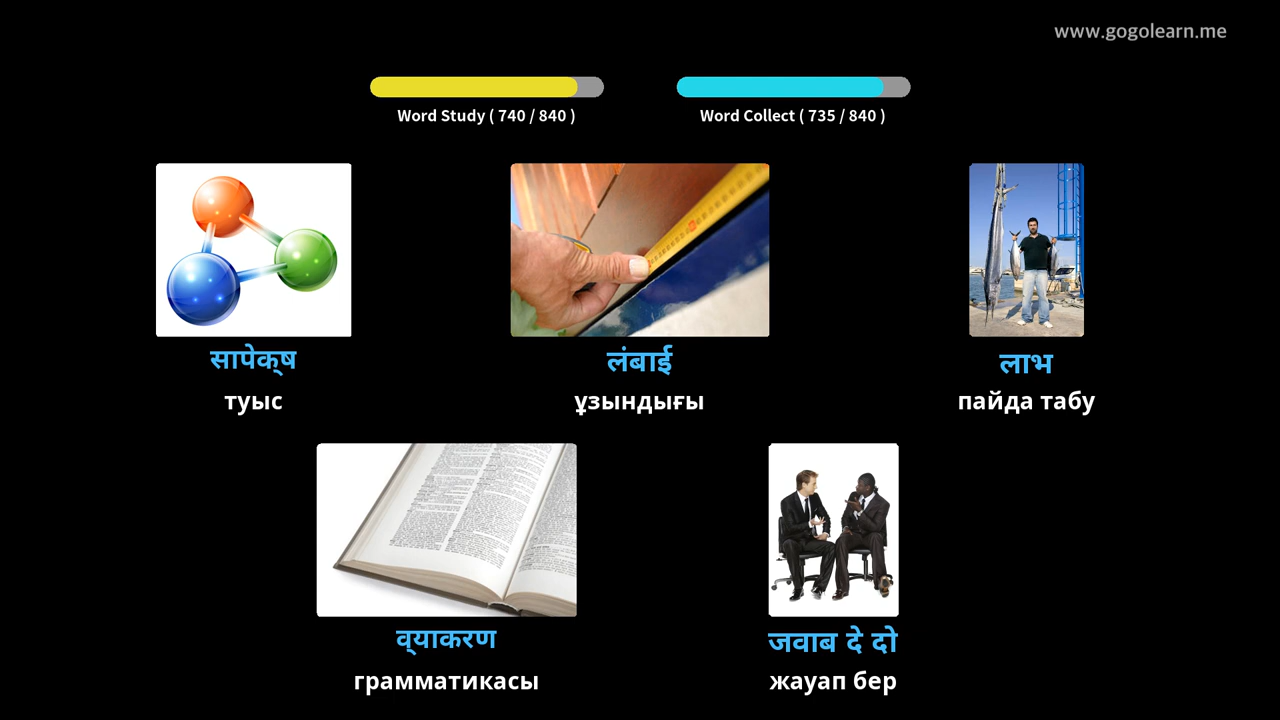 www.gogolearn.me
Word Study ( 740 / 840 )
Word Collect ( 735 / 840 )
सापेक्ष
туыс
लंबाई
ұзындығы
लाभ
пайда табу
व्याकरण
грамматикасы
जवाब दे दो
жауап бер